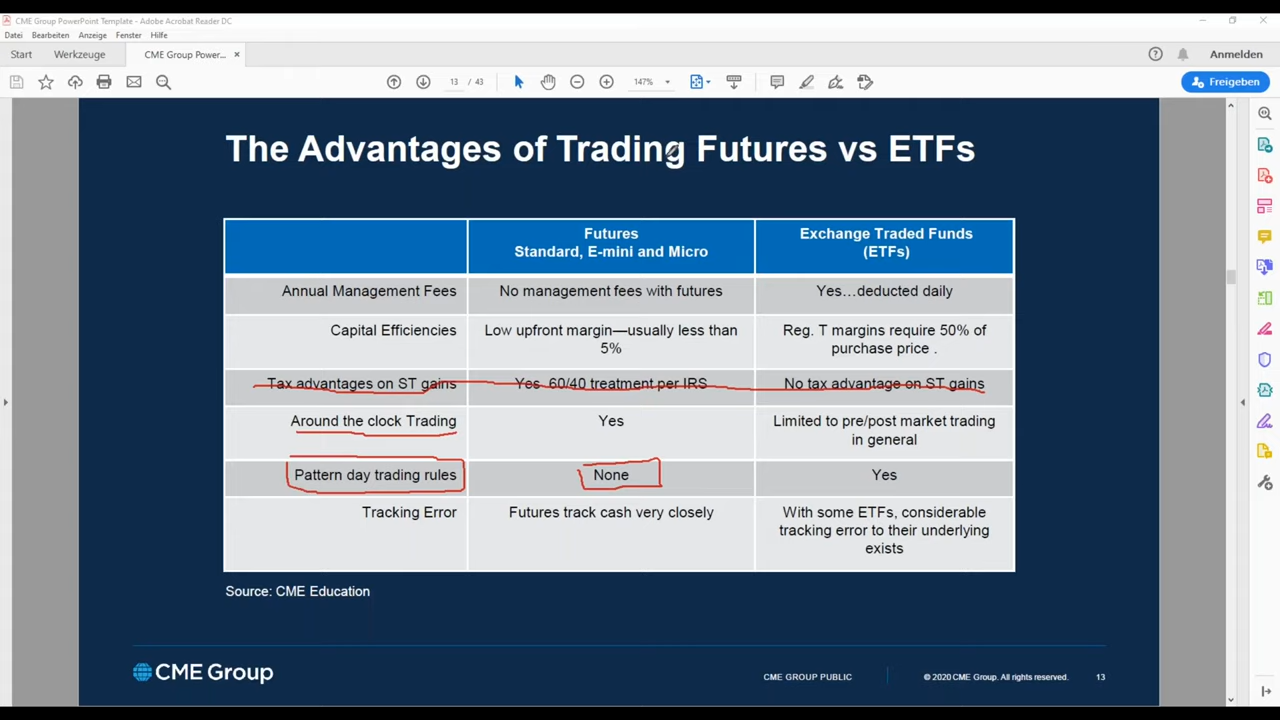 CME Group PowerPoint Template - Adobe Acrobat Reader DC
Datei Bearbeiten Anzeige Fenster Hilfe
Start Werkzeuge CME Group Power... × Anmelden
13 / 43 147% Freigeben
The Advantages of Trading Futures vs ETFs
Futures Exchange Traded Funds
Standard, E-mini and Micro (ETFs)
Annual Management Fees No management fees with futures Yes…deducted daily
Capital Efficiencies Low upfront margin—usually less than Reg. T margins require 50% of
5% purchase price .
Tax advantages on ST gains Yes 60/40 treatment per IRS No tax advantage on ST gains
Around the clock Trading Yes Limited to pre/post market trading
in general
Pattern day trading rules None Yes
Tracking Error Futures track cash very closely With some ETFs, considerable
tracking error to their underlying
exists
Source: CME Education
CME Group CME GROUP PUBLIC © 2020 CME Group. All rights reserved. 13